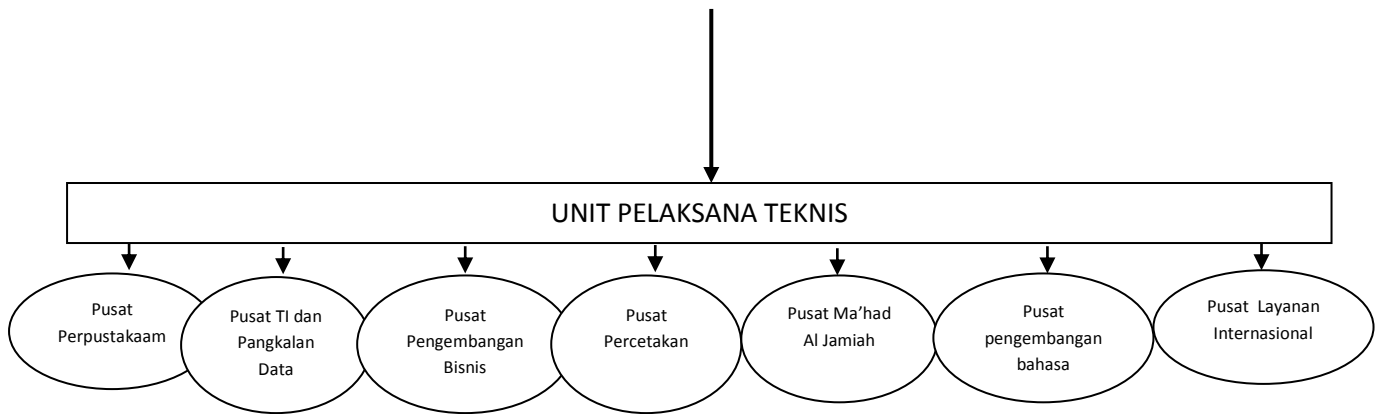 UNIT PELAKSANA TEKNIS
Pusat
Perpustakaam
Pusat TI dan
Pangkalan
Data
Pusat
Pengembangan
Bisnis
Pusat
Percetakan
Pusat Ma’had
Al Jamiah
Pusat
pengembangan
bahasa
Pusat Layanan
Internasional